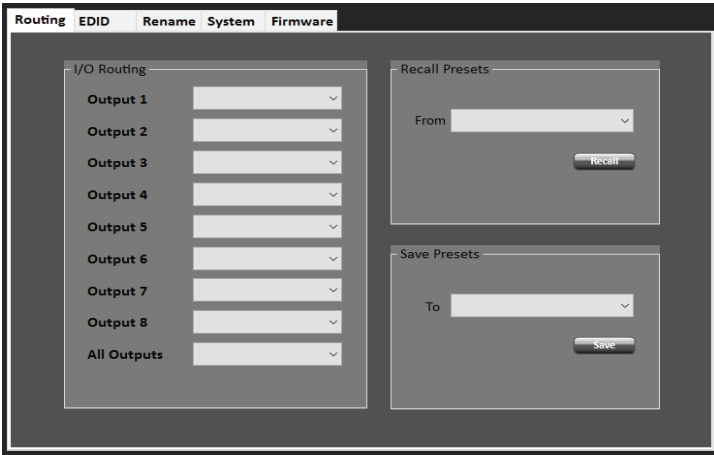 Routing EDID Rename System Firmware
I/O Routing
Output 1
Output 2
Output 3
Output 4
Output 5
Output 6
Output 7
Output 8
All Outputs
Recall Presets
From
Recall
Save Presets
To
Save